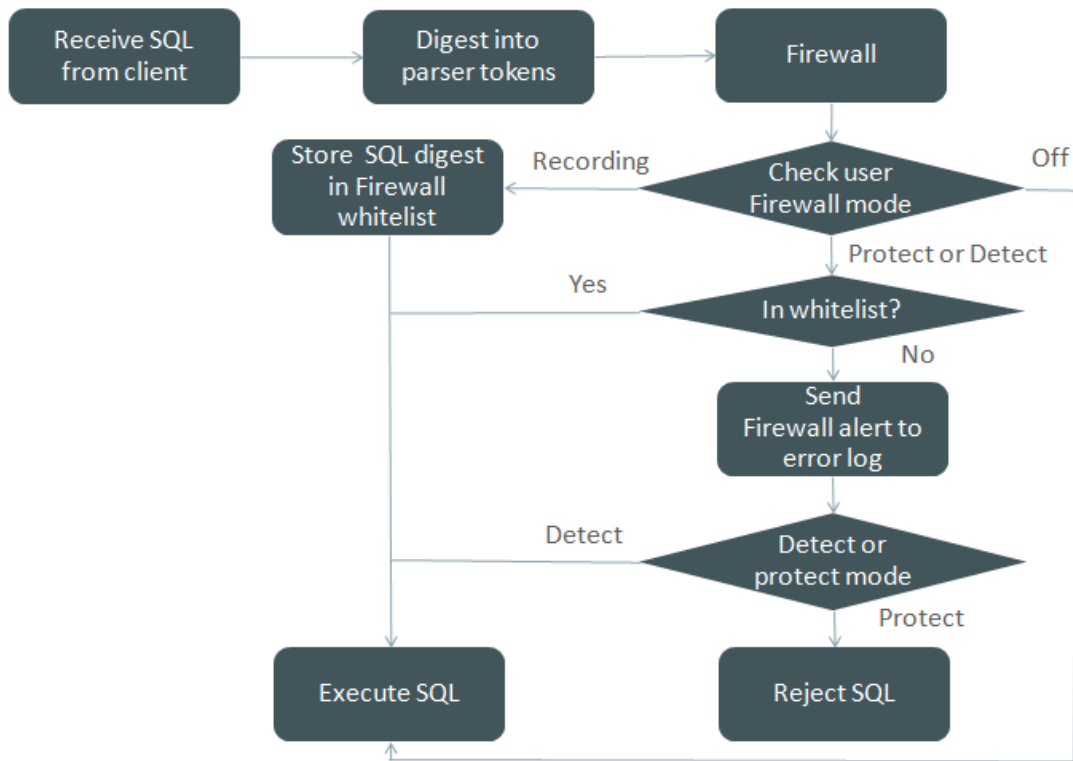 Receive SQL
from client
Digest into
parser tokens
Firewall
Store SQL digest
in Firewall
whitelist
Recording
Check user
Firewall mode
Off
Protect or Detect
Yes
In whitelist?
No
Send
Firewall alert to
error log
Detect
Detect or
protect mode
Protect
Execute SQL
Reject SQL